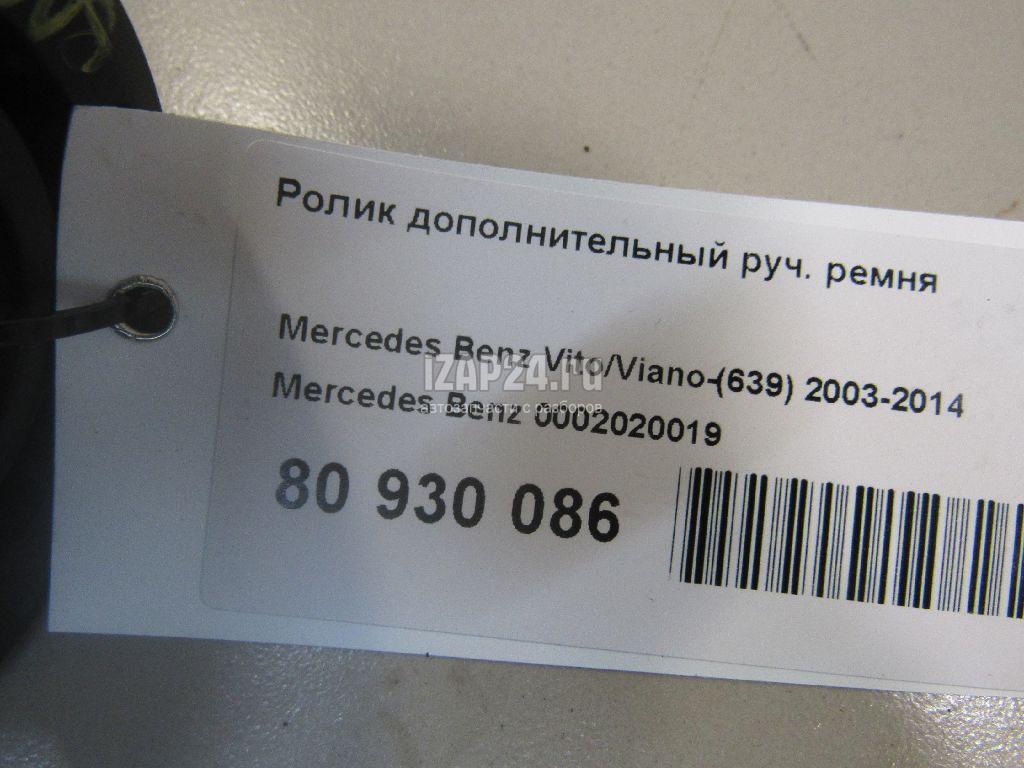 Ролик дополнительный руч. ремня
Mercedes Benz Vito/Viano-(639) 2003-2014
iZAP24.ru
Mercedes Benz 0002020019
автозапчасти с разборов
80 930 086